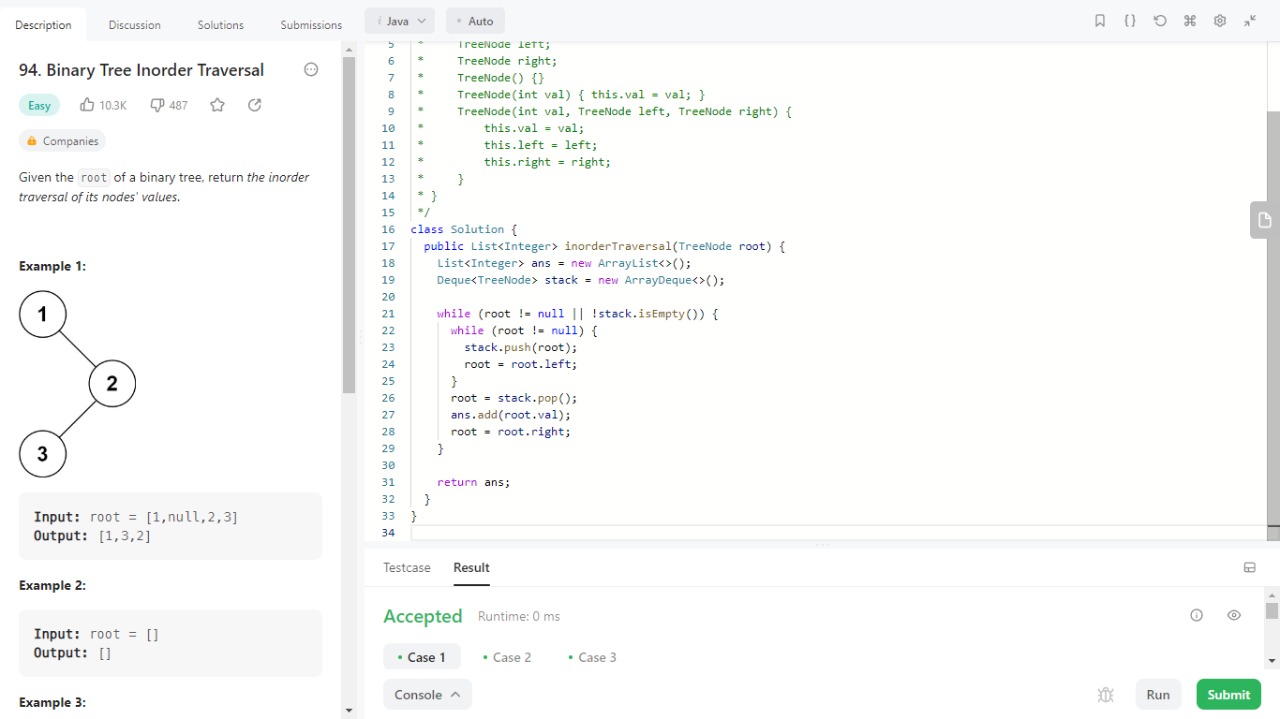 Description Discussion Solutions Submissions
94. Binary Tree Inorder Traversal
Easy 10.3K 487
Companies
Given the root of a binary tree, return the inorder
traversal of its nodes' values.
Example 1:
1
2
3
Input: root = [1,null,2,3]
Output: [1,3,2]
Example 2:
Input: root = []
Output: []
Example 3:
i Java • Auto
5 * TreeNode left;
6 * TreeNode right;
7 * TreeNode() {}
8 * TreeNode(int val) { this.val = val; }
9 * TreeNode(int val, TreeNode left, TreeNode right) {
10 * this.val = val;
11 * this.left = left;
12 * this.right = right;
13 * }
14 * }
15 */
16 class Solution {
17 public List<Integer> inorderTraversal(TreeNode root) {
18 List<Integer> ans = new ArrayList<>();
19 Deque<TreeNode> stack = new ArrayDeque<>();
20
21 while (root != null || !stack.isEmpty()) {
22 while (root != null) {
23 stack.push(root);
24 root = root.left;
25 }
26 root = stack.pop();
27 ans.add(root.val);
28 root = root.right;
29 }
30
31 return ans;
32 }
33 }
34
Testcase Result
Accepted Runtime: 0 ms
• Case 1 • Case 2 • Case 3
Console Run Submit